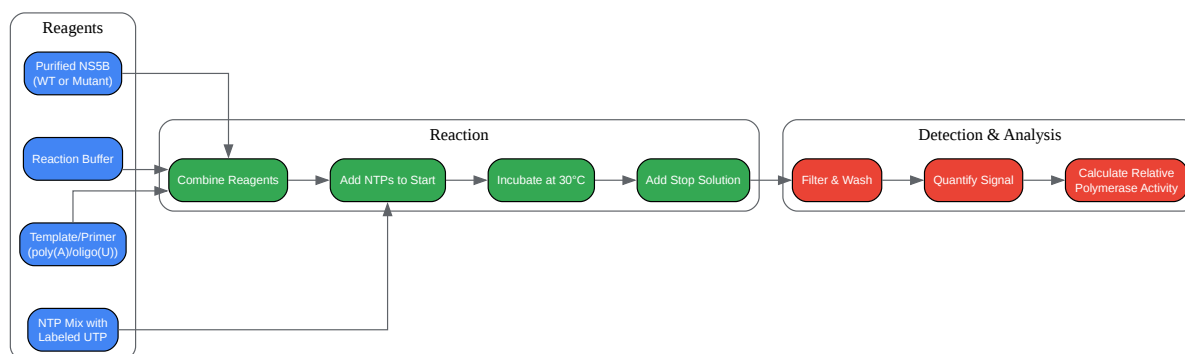 Reagents
Purified NS5B
(WT or Mutant)
Reaction Buffer
Template/Primer
(poly(A)/oligo(U))
NTP Mix with
Labeled UTP
Reaction
Combine Reagents
Add NTPs to Start
Incubate at 30°C
Add Stop Solution
Detection & Analysis
Filter & Wash
Quantify Signal
Calculate Relative
Polymerase Activity